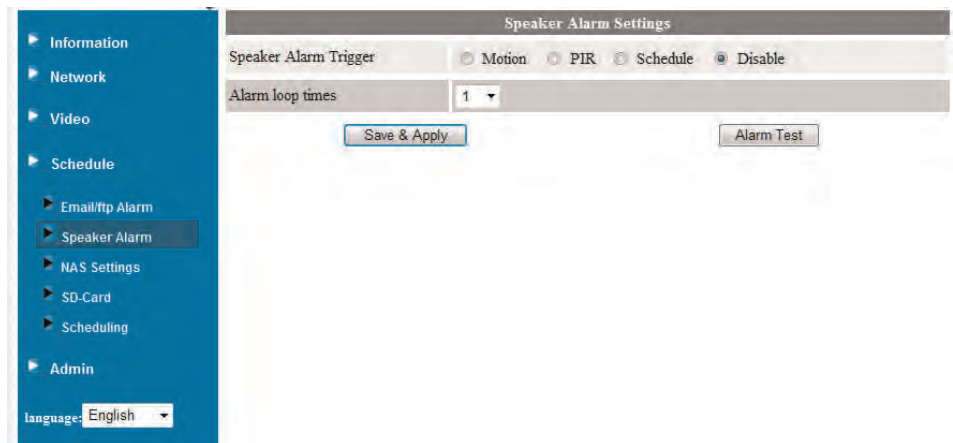 Information
Network
Video
Schedule
Email/ftp Alarm
Speaker Alarm
NAS Settings
SD-Card
Scheduling
Admin
language: English
Speaker Alarm Settings
Speaker Alarm Trigger Motion PIR Schedule Disable
Alarm loop times 1
Save & Apply Alarm Test